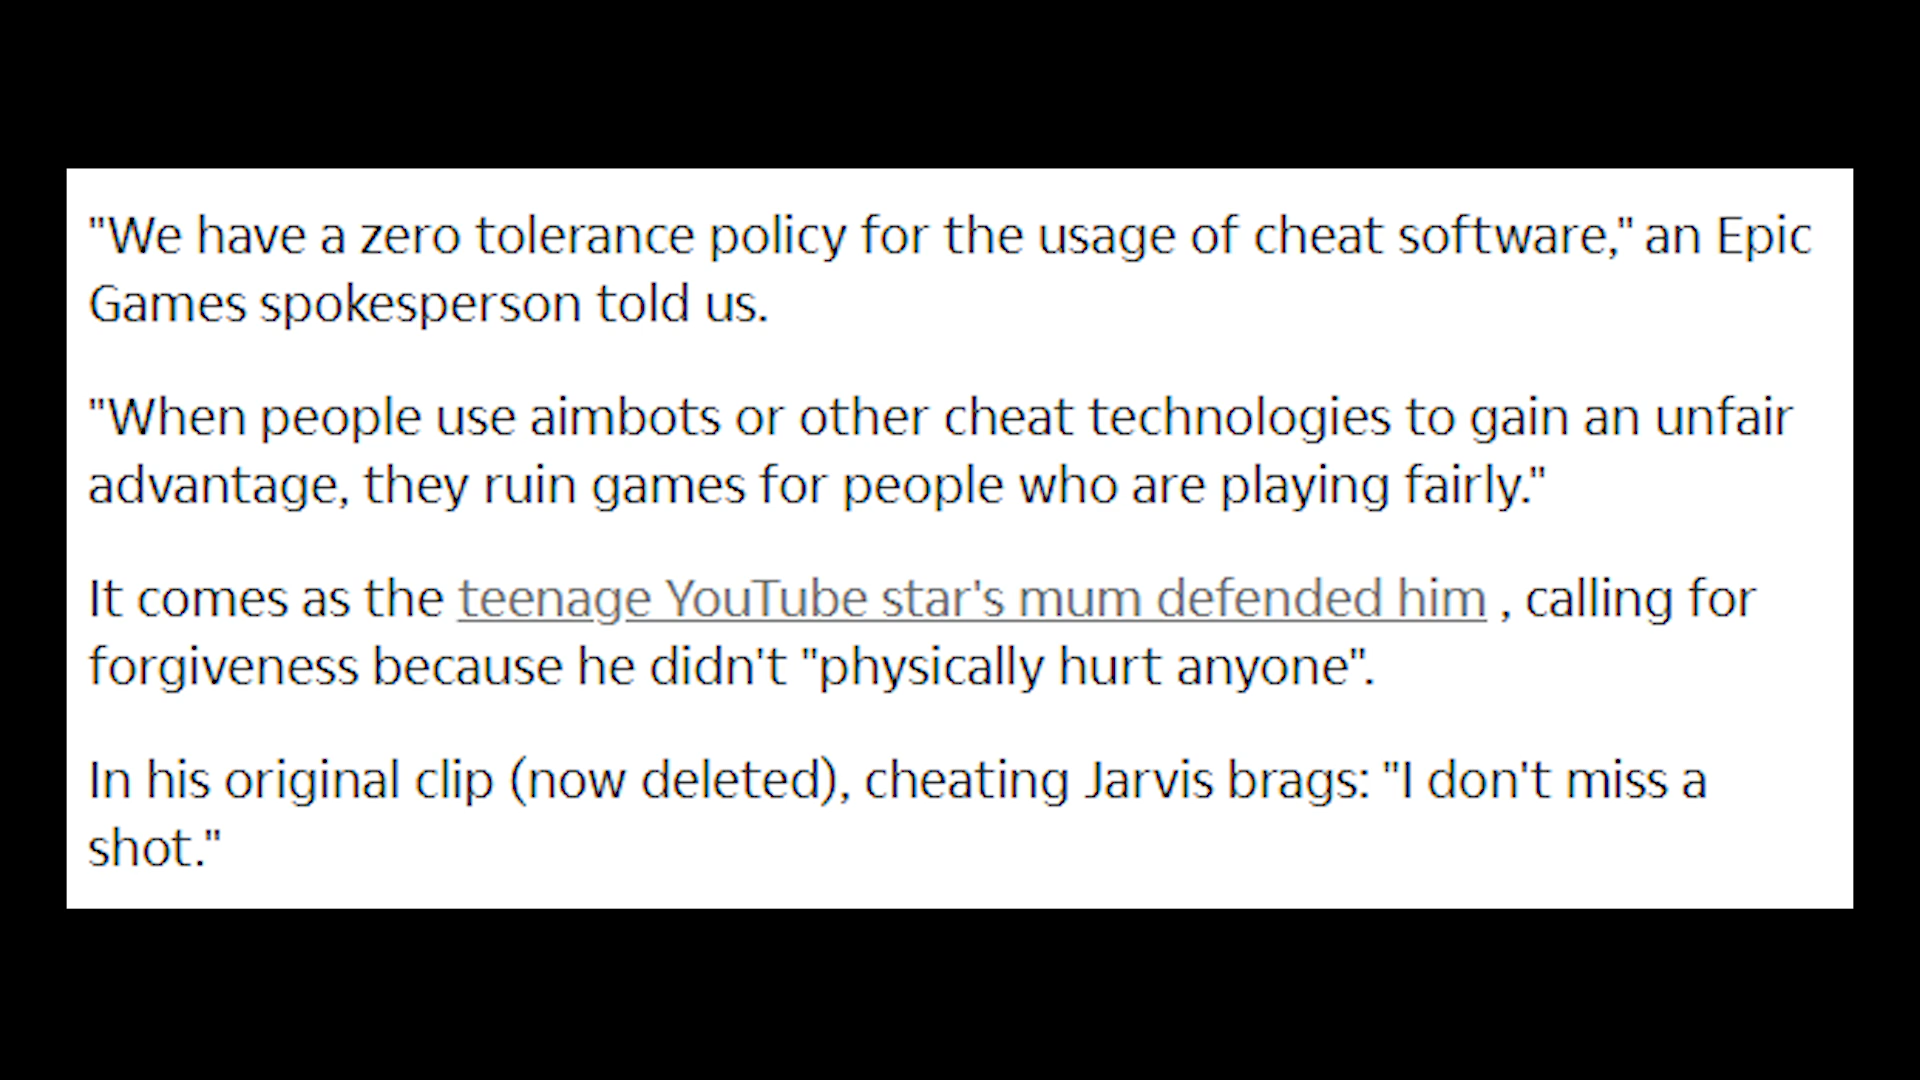 "We have a zero tolerance policy for the usage of cheat software," an Epic
Games spokesperson told us.
"When people use aimbots or other cheat technologies to gain an unfair
advantage, they ruin games for people who are playing fairly."
It comes as the teenage YouTube star's mum defended him , calling for
forgiveness because he didn't "physically hurt anyone".
In his original clip (now deleted), cheating Jarvis brags: "I don't miss a
shot."